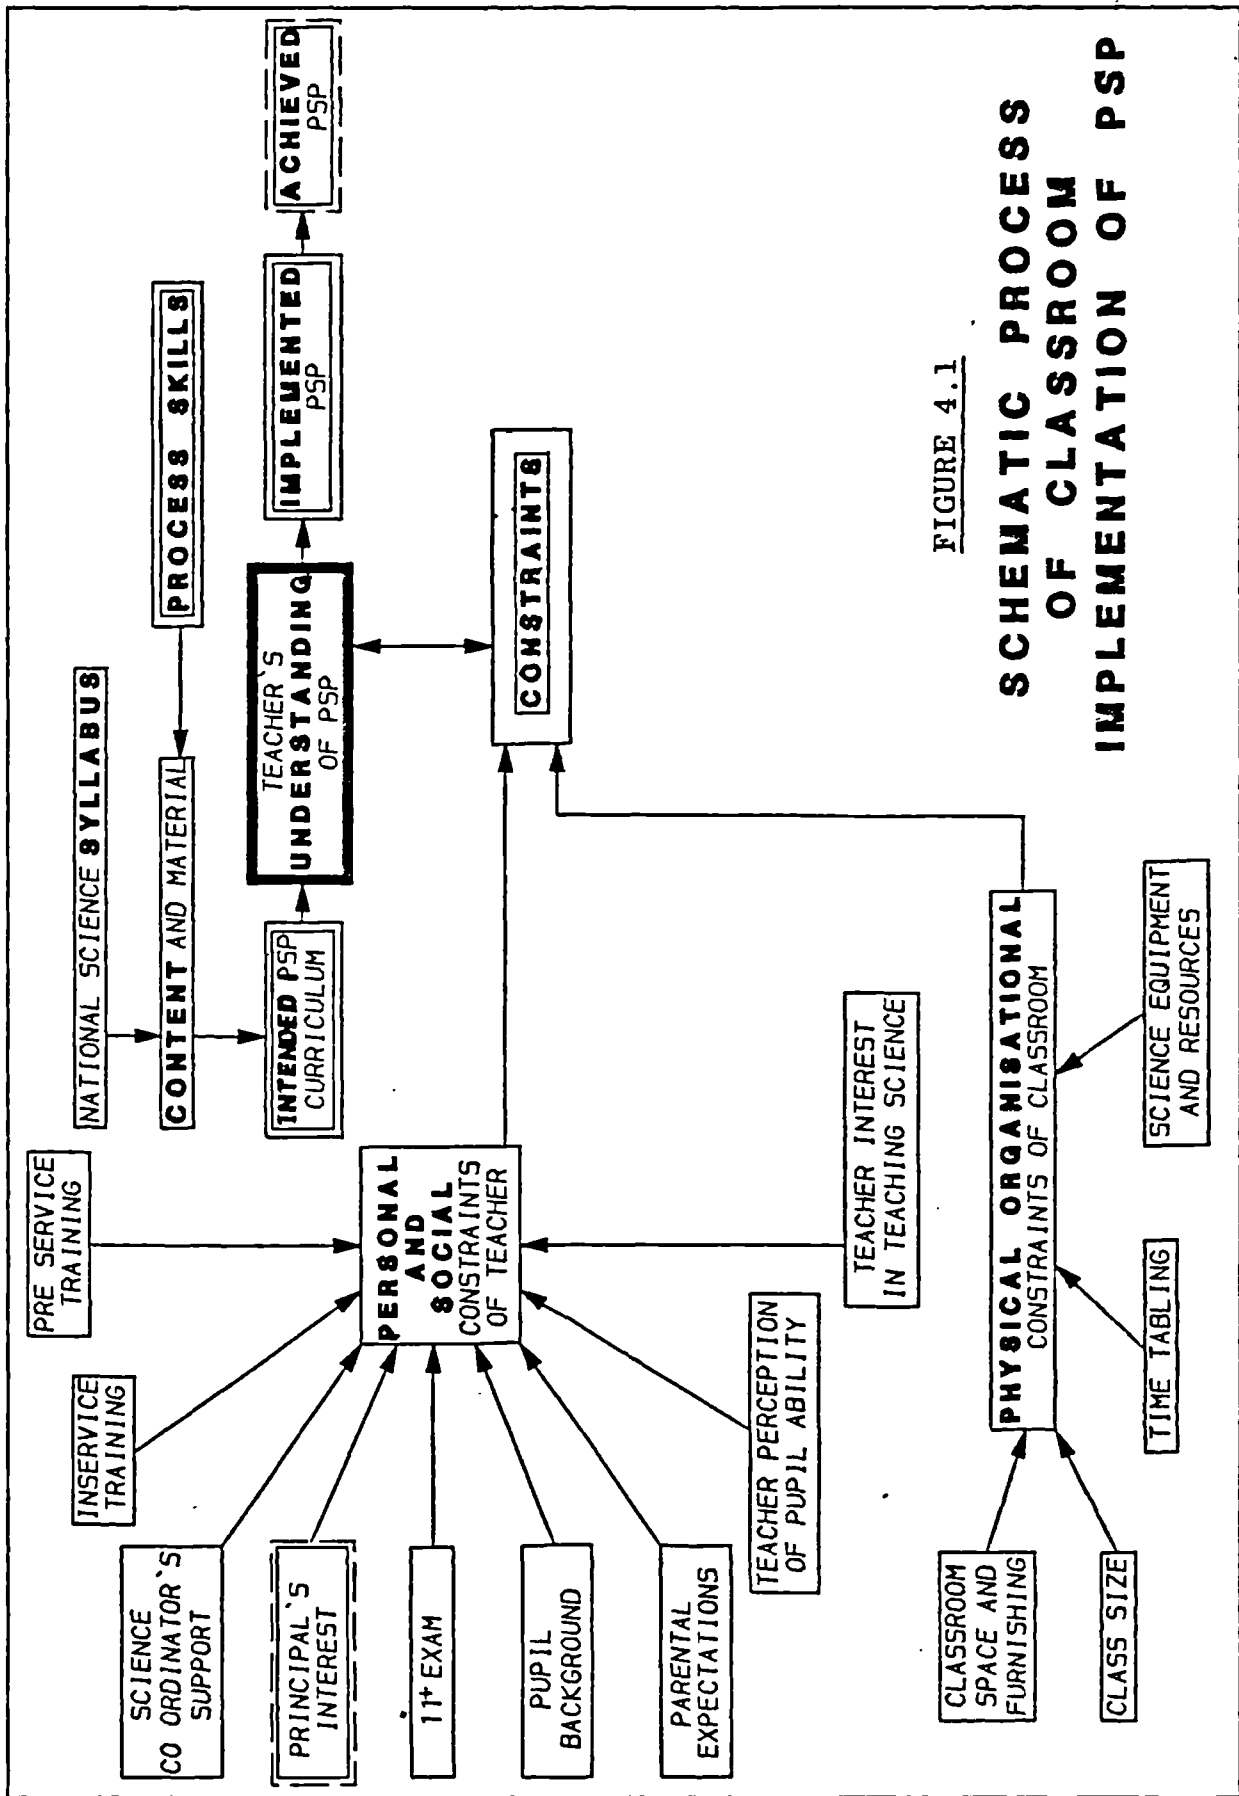 PRE SERVICE
TRAINING
INSERVICE
TRAINING
SCIENCE
CO ORDINATOR`S
SUPPORT
PRINCIPAL`S
INTEREST
11+ EXAM
PUPIL
BACKGROUND
PARENTAL
EXPECTATIONS
TEACHER PERCEPTION
OF PUPIL ABILITY
TEACHER INTEREST
IN TEACHING SCIENCE
PERSONAL
AND
SOCIAL
CONSTRAINTS
OF TEACHER
NATIONAL SCIENCE SYLLABUS
CONTENT AND MATERIAL
PROCESS SKILLS
INTENDED PSP
CURRICULUM
TEACHER`S
UNDERSTANDING
OF PSP
IMPLEMENTED
PSP
ACHIEVED
PSP
CONSTRAINTS
CLASSROOM
SPACE AND
FURNISHING
CLASS SIZE
TIME TABLING
SCIENCE EQUIPMENT
AND RESOURCES
PHYSICAL ORGANISATIONAL
CONSTRAINTS OF CLASSROOM
FIGURE 4.1
SCHEMATIC PROCESS
OF CLASSROOM
IMPLEMENTATION OF PSP